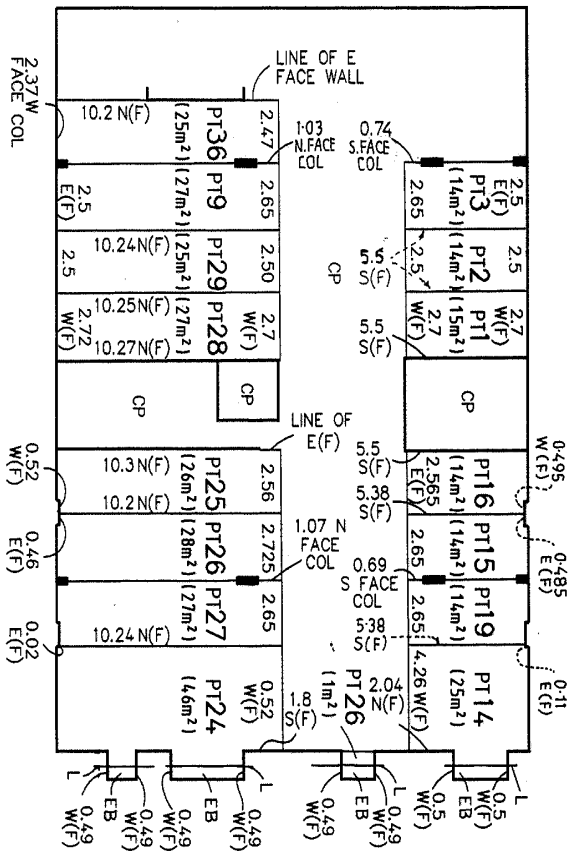 LINE OF E
FACE WALL
2.37 W
FACE COL
10.2 N(F)
PT36
(25m²)
2.47
1·03
N.FACE
COL
0.74
S.FACE
COL
2.5
E(F)
PT9
(27m²)
2.65
2.65
PT3
(14m²)
2.5
E(F)
2.5
10.24N(F)
PT29
(25m²)
2.50
CP
5.5
S(F)
2.5
PT2
(14m²)
2.5
2.72
W(F)
10.25N(F)
10.27N(F)
PT28
(27m²)
2.7
W(F)
5.5
S(F)
2.7
W(F)
PT1
(15m²)
2.7
W(F)
CP
CP
CP
LINE OF
E(F)
0.52
W(F)
10.3N(F)
10.2N(F)
PT25
(26m²)
2.56
5.5
S(F)
5.38
S(F)
2.565
E(F)
PT16
(14m²)
0·495
W(F)
0.46
E(F)
PT26
(28m²)
2.725
1.07 N
FACE
COL
0.69
S FACE
COL
2.65
PT15
(14m²)
0·485
E(F)
0.02
E(F)
10.24N(F)
PT27
(27m²)
2.65
5·38
S(F)
2.65
PT19
(14m²)
0·11
E(F)
PT24
(46m²)
0.52
W(F)
1.8
S(F)
PT26
(1m²)
2.04
N(F)
4.26 W(F)
PT14
(25m²)
L
EB
L
EB
L
EB
L
EB
0.49
W(F)
0.49
W(F)
0.49
W(F)
0.49
W(F)
0.49
W(F)
0.49
W(F)
0.5
W(F)
0.5
W(F)